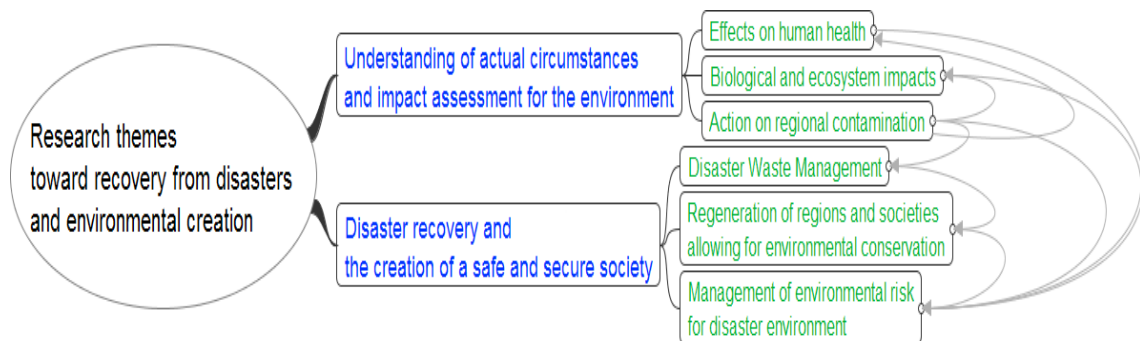 Research themes
toward recovery from disasters
and environmental creation
Understanding of actual circumstances
and impact assessment for the environment
Effects on human health
Biological and ecosystem impacts
Action on regional contamination
Disaster recovery and
the creation of a safe and secure society
Disaster Waste Management
Regeneration of regions and societies
allowing for environmental conservation
Management of environmental risk
for disaster environment